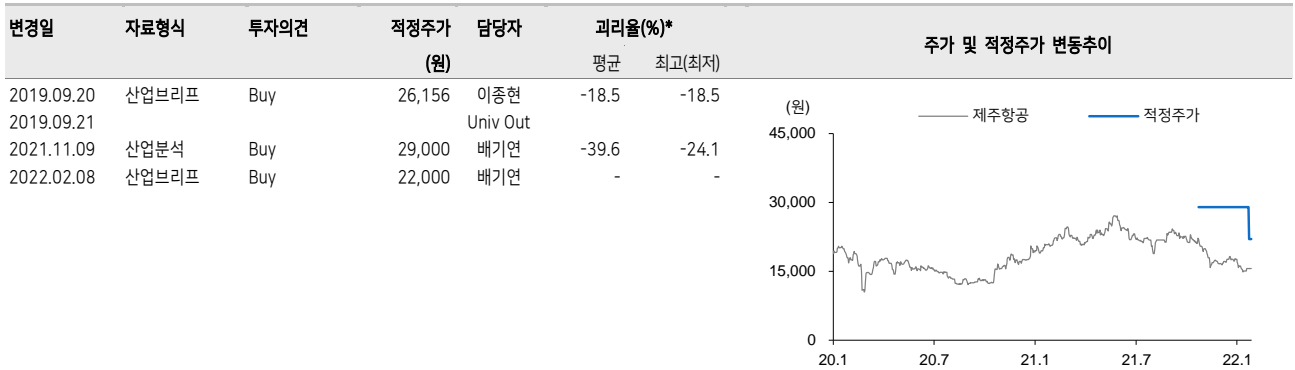 변경일 자료형식 투자의견 적정주가 담당자 괴리율(%)* 주가 및 적정주가 변동추이
(원) 평균 최고(최저)
2019.09.20 산업브리프 Buy 26,156 이종현 -18.5 -18.5
2019.09.21 Univ Out
2021.11.09 산업분석 Buy 29,000 배기연 -39.6 -24.1
2022.02.08 산업브리프 Buy 22,000 배기연 - -
(원) 제주항공 적정주가
45,000
30,000
15,000
0
20.1 20.7 21.1 21.7 22.1